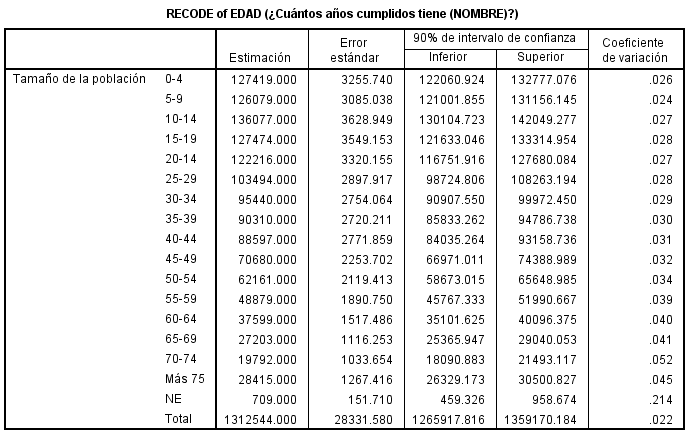 RECODE of EDAD (¿Cuántos años cumplidos tiene (NOMBRE)?)
Estimación Error estándar 90% de intervalo de confianza Coeficiente de variación
Inferior Superior
Tamaño de la población 0-4 127419.000 3255.740 122060.924 132777.076 .026
5-9 126079.000 3085.038 121001.855 131156.145 .024
10-14 136077.000 3628.949 130104.723 142049.277 .027
15-19 127474.000 3549.153 121633.046 133314.954 .028
20-14 122216.000 3320.155 116751.916 127680.084 .027
25-29 103494.000 2897.917 98724.806 108263.194 .028
30-34 95440.000 2754.064 90907.550 99972.450 .029
35-39 90310.000 2720.211 85833.262 94786.738 .030
40-44 88597.000 2771.859 84035.264 93158.736 .031
45-49 70680.000 2253.702 66971.011 74388.989 .032
50-54 62161.000 2119.413 58673.015 65648.985 .034
55-59 48879.000 1890.750 45767.333 51990.667 .039
60-64 37599.000 1517.486 35101.625 40096.375 .040
65-69 27203.000 1116.253 25365.947 29040.053 .041
70-74 19792.000 1033.654 18090.883 21493.117 .052
Más 75 28415.000 1267.416 26329.173 30500.827 .045
NE 709.000 151.710 459.326 958.674 .214
Total 1312544.000 28331.580 1265917.816 1359170.184 .022